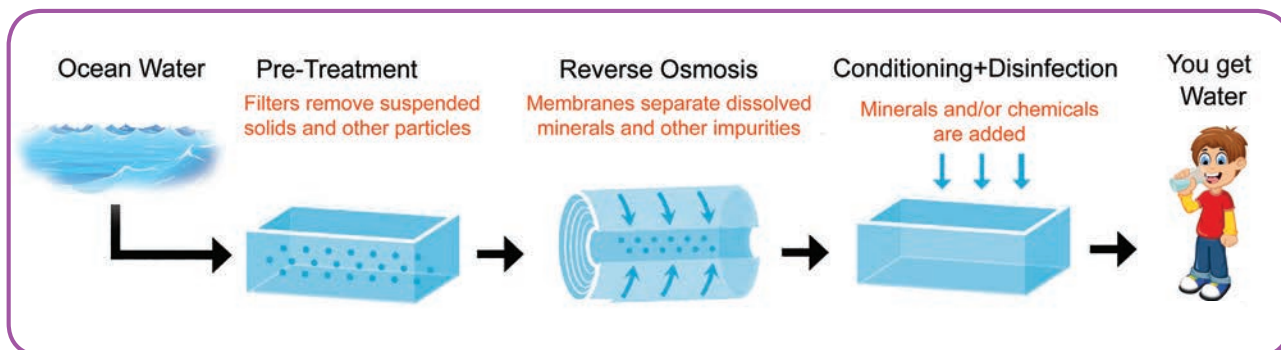 Ocean Water
Pre-Treatment
Filters remove suspended
solids and other particles
Reverse Osmosis
Membranes separate dissolved
minerals and other impurities
Conditioning+Disinfection
Minerals and/or chemicals
are added
You get
Water